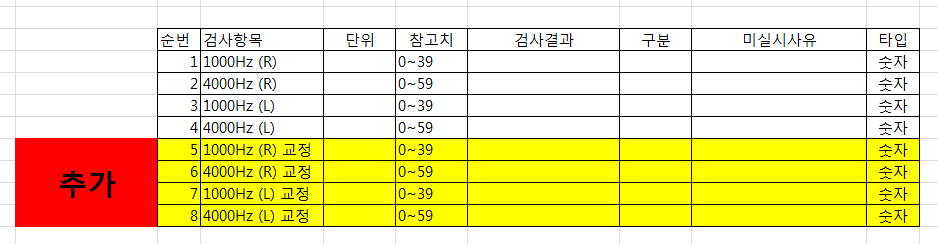 순번 검사항목 단위 참고치 검사결과 구분 미실시사유 타입
1 1000Hz (R) 0~39 숫자
2 4000Hz (R) 0~59 숫자
3 1000Hz (L) 0~39 숫자
4 4000Hz (L) 0~59 숫자
5 1000Hz (R) 교정 0~39 숫자
추가
6 4000Hz (R) 교정 0~59 숫자
7 1000Hz (L) 교정 0~39 숫자
8 4000Hz (L) 교정 0~59 숫자